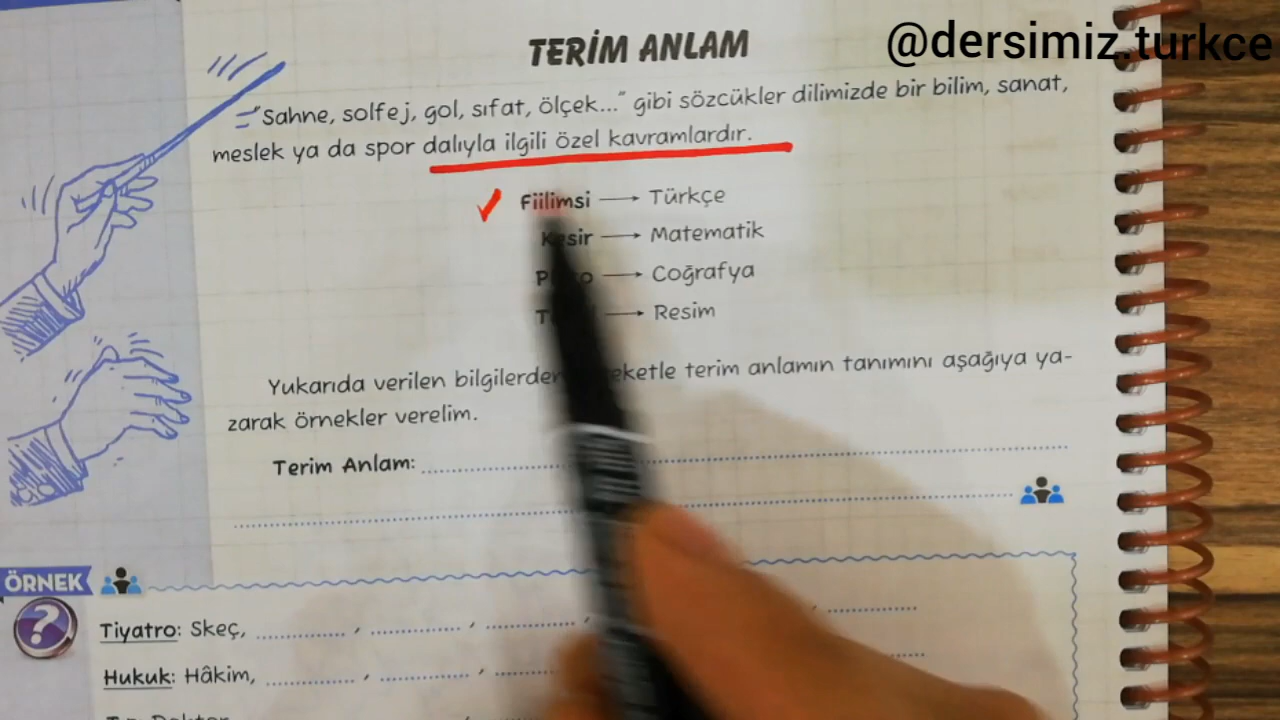 @dersimiz.turkce
TERİM ANLAM
"Sahne, solfej, gol, sıfat, ölçek..." gibi sözcükler dilimizde bir bilim, sanat,
meslek ya da spor dalıyla ilgili özel kavramlardır.
Fiilimsi → Türkçe
Kesir → Matematik
→ Coğrafya
→ Resim
Yukarıda verilen bilgilerden terim anlamın tanımını aşağıya ya-
zarak örnekler verelim.
Terim Anlam:
ÖRNEK
?
Tiyatro: Skeç,
Hukuk: Hâkim,